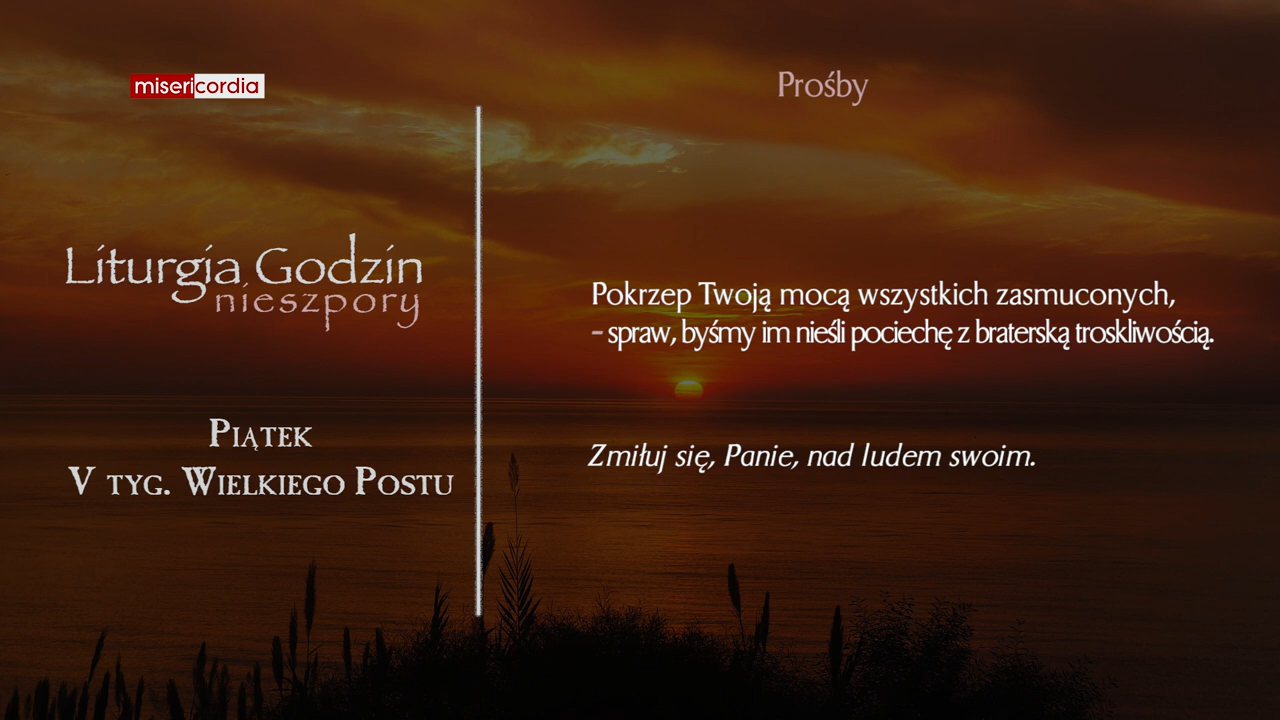 misericordia
Prośby
Liturgia Godzin
nieszpory
Piątek
V tyg. Wielkiego Postu
Pokrzep Twoją mocą wszystkich zasmuconych,
- spraw, byśmy im nieśli pociechę z braterską troskliwością.
Zmiłuj się, Panie, nad ludem swoim.